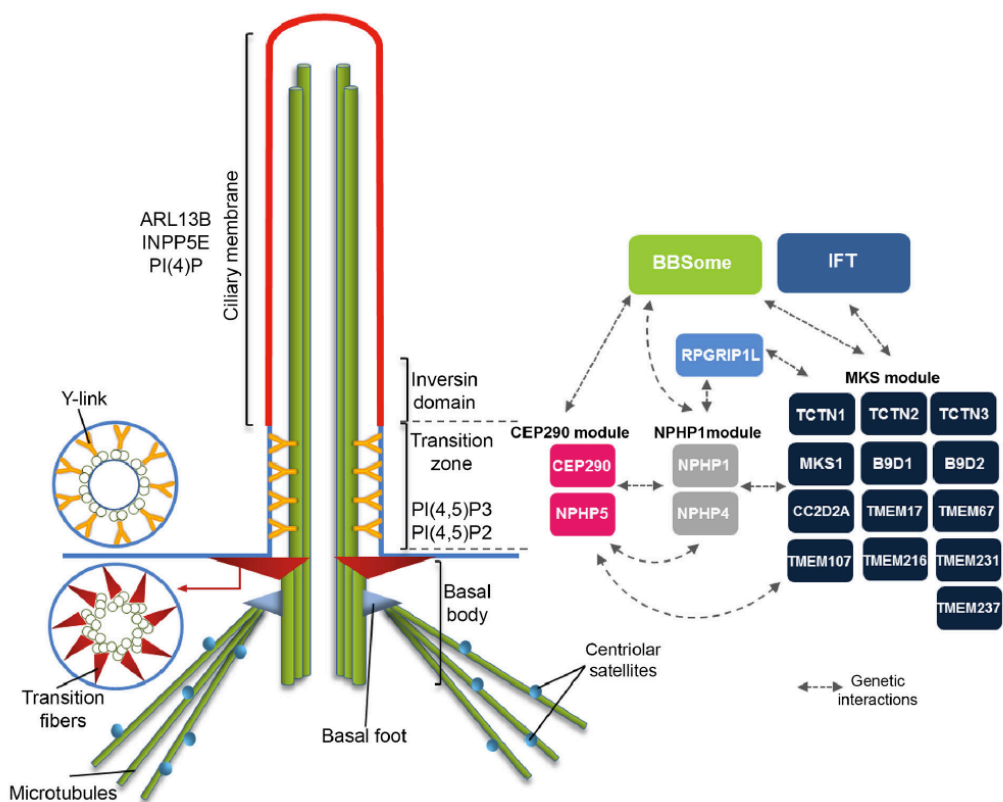 ARL13B
INPP5E
PI(4)P
Ciliary membrane
Inversin
domain
Y-link
Transition
zone
PI(4,5)P3
PI(4,5)P2
Basal
body
Transition
fibers
Centriolar
satellites
Basal foot
Microtubules
BBSome
IFT
RPGRIP1L
MKS module
CEP290 module
NPHP1module
TCTN1
TCTN2
TCTN3
CEP290
NPHP1
MKS1
B9D1
B9D2
NPHP5
NPHP4
CC2D2A
TMEM17
TMEM67
TMEM107
TMEM216
TMEM231
TMEM237
Genetic
interactions